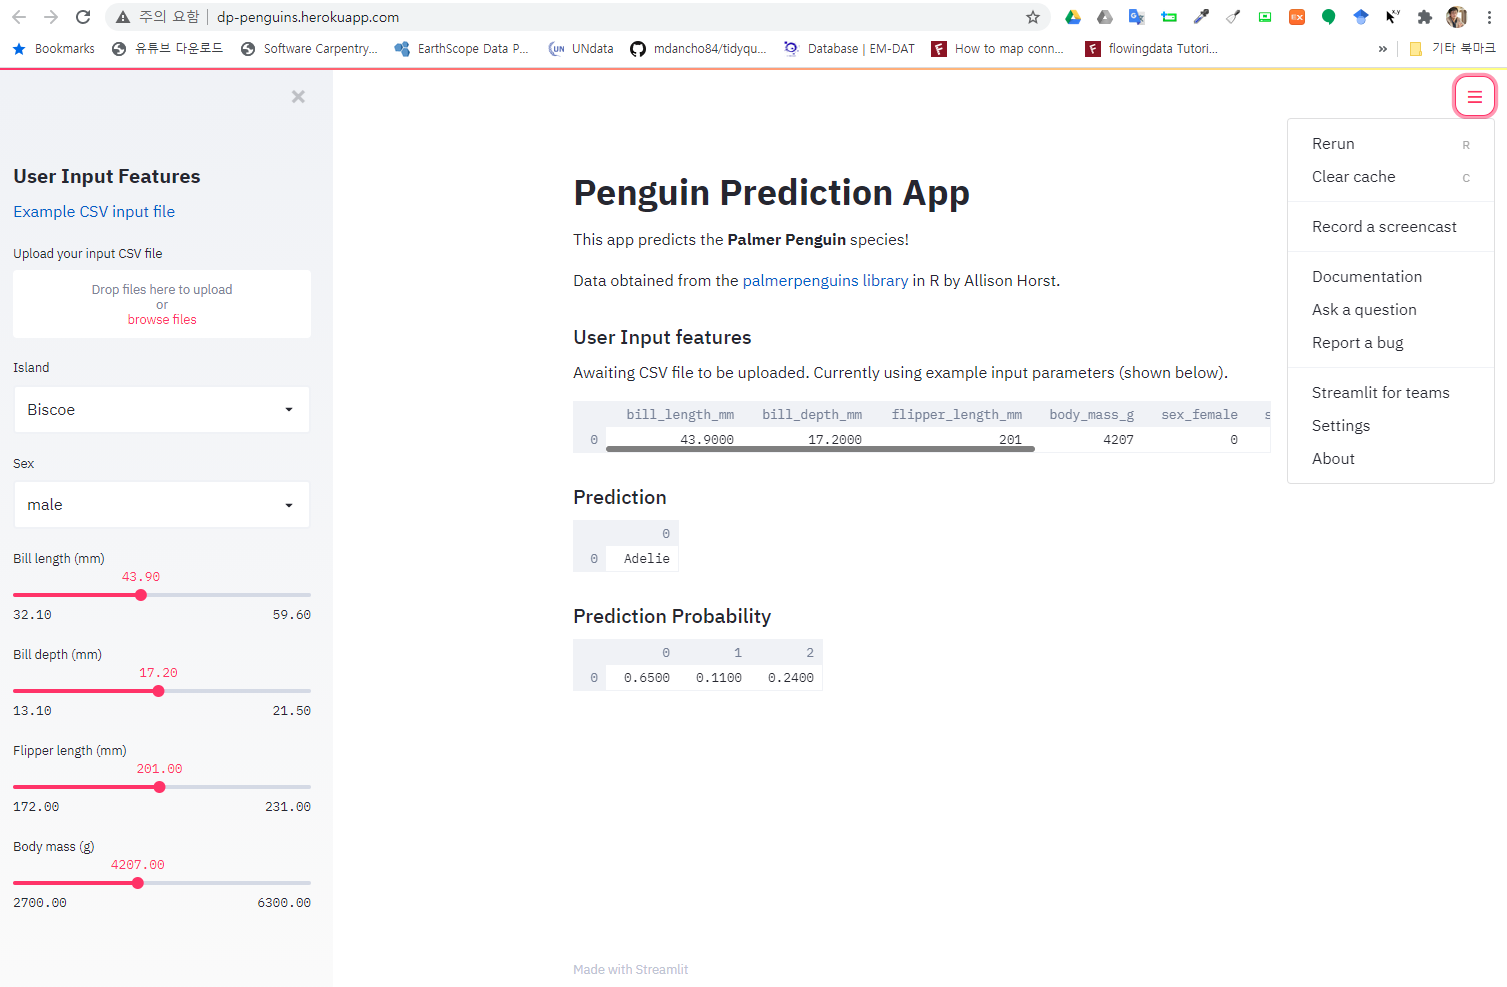 주의 요함 dp-penguins.herokuapp.com
Bookmarks 유튜브 다운로드 Software Carpentry... EarthScope Data P... UNdata mdancho84/tidyqu... Database | EM-DAT How to map conn... flowingdata Tutori... » 기타 북마크
User Input Features
Example CSV input file
Upload your input CSV file
Drop files here to upload
or
browse files
Island
Biscoe
Sex
male
Bill length (mm)
43.90
32.10 59.60
Bill depth (mm)
17.20
13.10 21.50
Flipper length (mm)
201.00
172.00 231.00
Body mass (g)
4207.00
2700.00 6300.00
Penguin Prediction App
This app predicts the Palmer Penguin species!
Data obtained from the palmerpenguins library in R by Allison Horst.
User Input features
Awaiting CSV file to be uploaded. Currently using example input parameters (shown below).
bill_length_mm bill_depth_mm flipper_length_mm body_mass_g sex_female s
0 43.9000 17.2000 201 4207 0
Prediction
0
0 Adelie
Prediction Probability
0 1 2
0 0.6500 0.1100 0.2400
Made with Streamlit
Rerun R
Clear cache C
Record a screencast
Documentation
Ask a question
Report a bug
Streamlit for teams
Settings
About